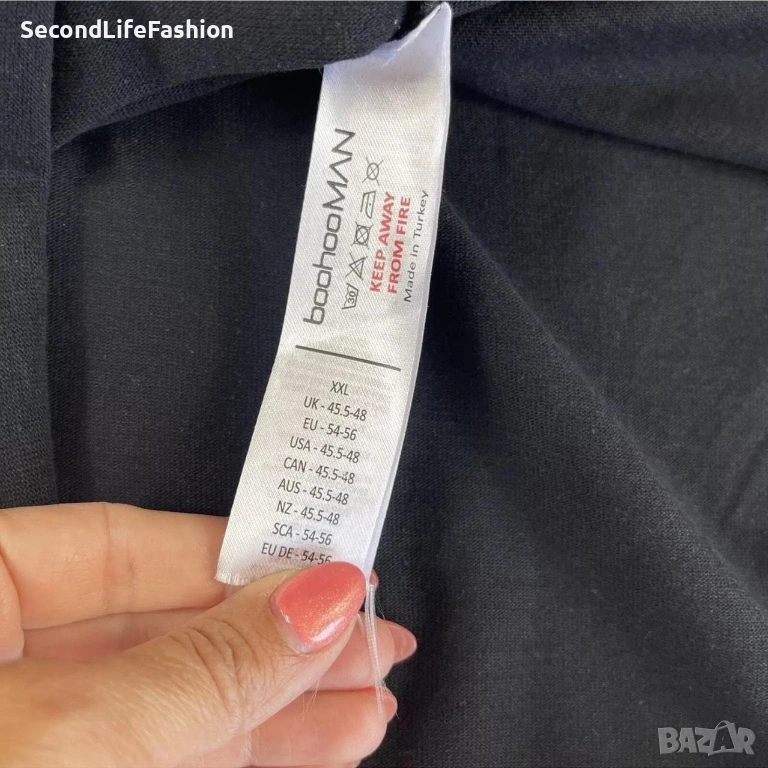 SecondLifeFashion
boohooMAN
30
KEEP AWAY
FROM FIRE
Made in Turkey
XXL
UK - 45.5-48
EU - 54-56
USA - 45.5-48
CAN - 45.5-48
AUS - 45.5-48
NZ - 45.5-48
SCA - 54-56
EU DE - 54-56
BAZAR